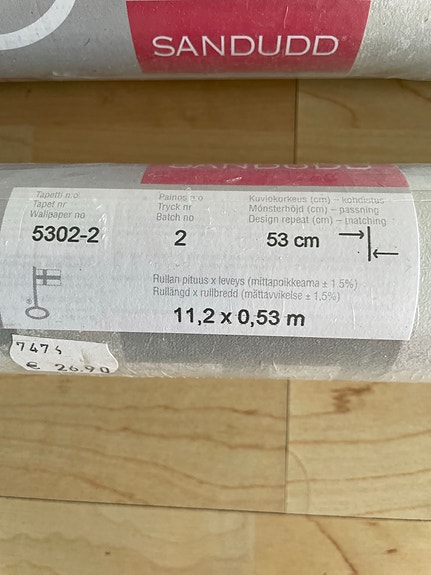 SANDUDD
SANDUDD
Tapetti n:o
Tapet nr
Wallpaper no
5302-2
Painos n:o
Tryck nr
Batch no
2
Kuviokorkeus (cm) – kohdistus
Mönsterhöjd (cm) – passning
Design repeat (cm) – matching
53 cm
Rullan pituus x leveys (mittapoikkeama ± 1.5%)
Rullängd x rullbredd (måttavvikelse ± 1,5%)
11,2 x 0,53 m
7474
€ 26.90